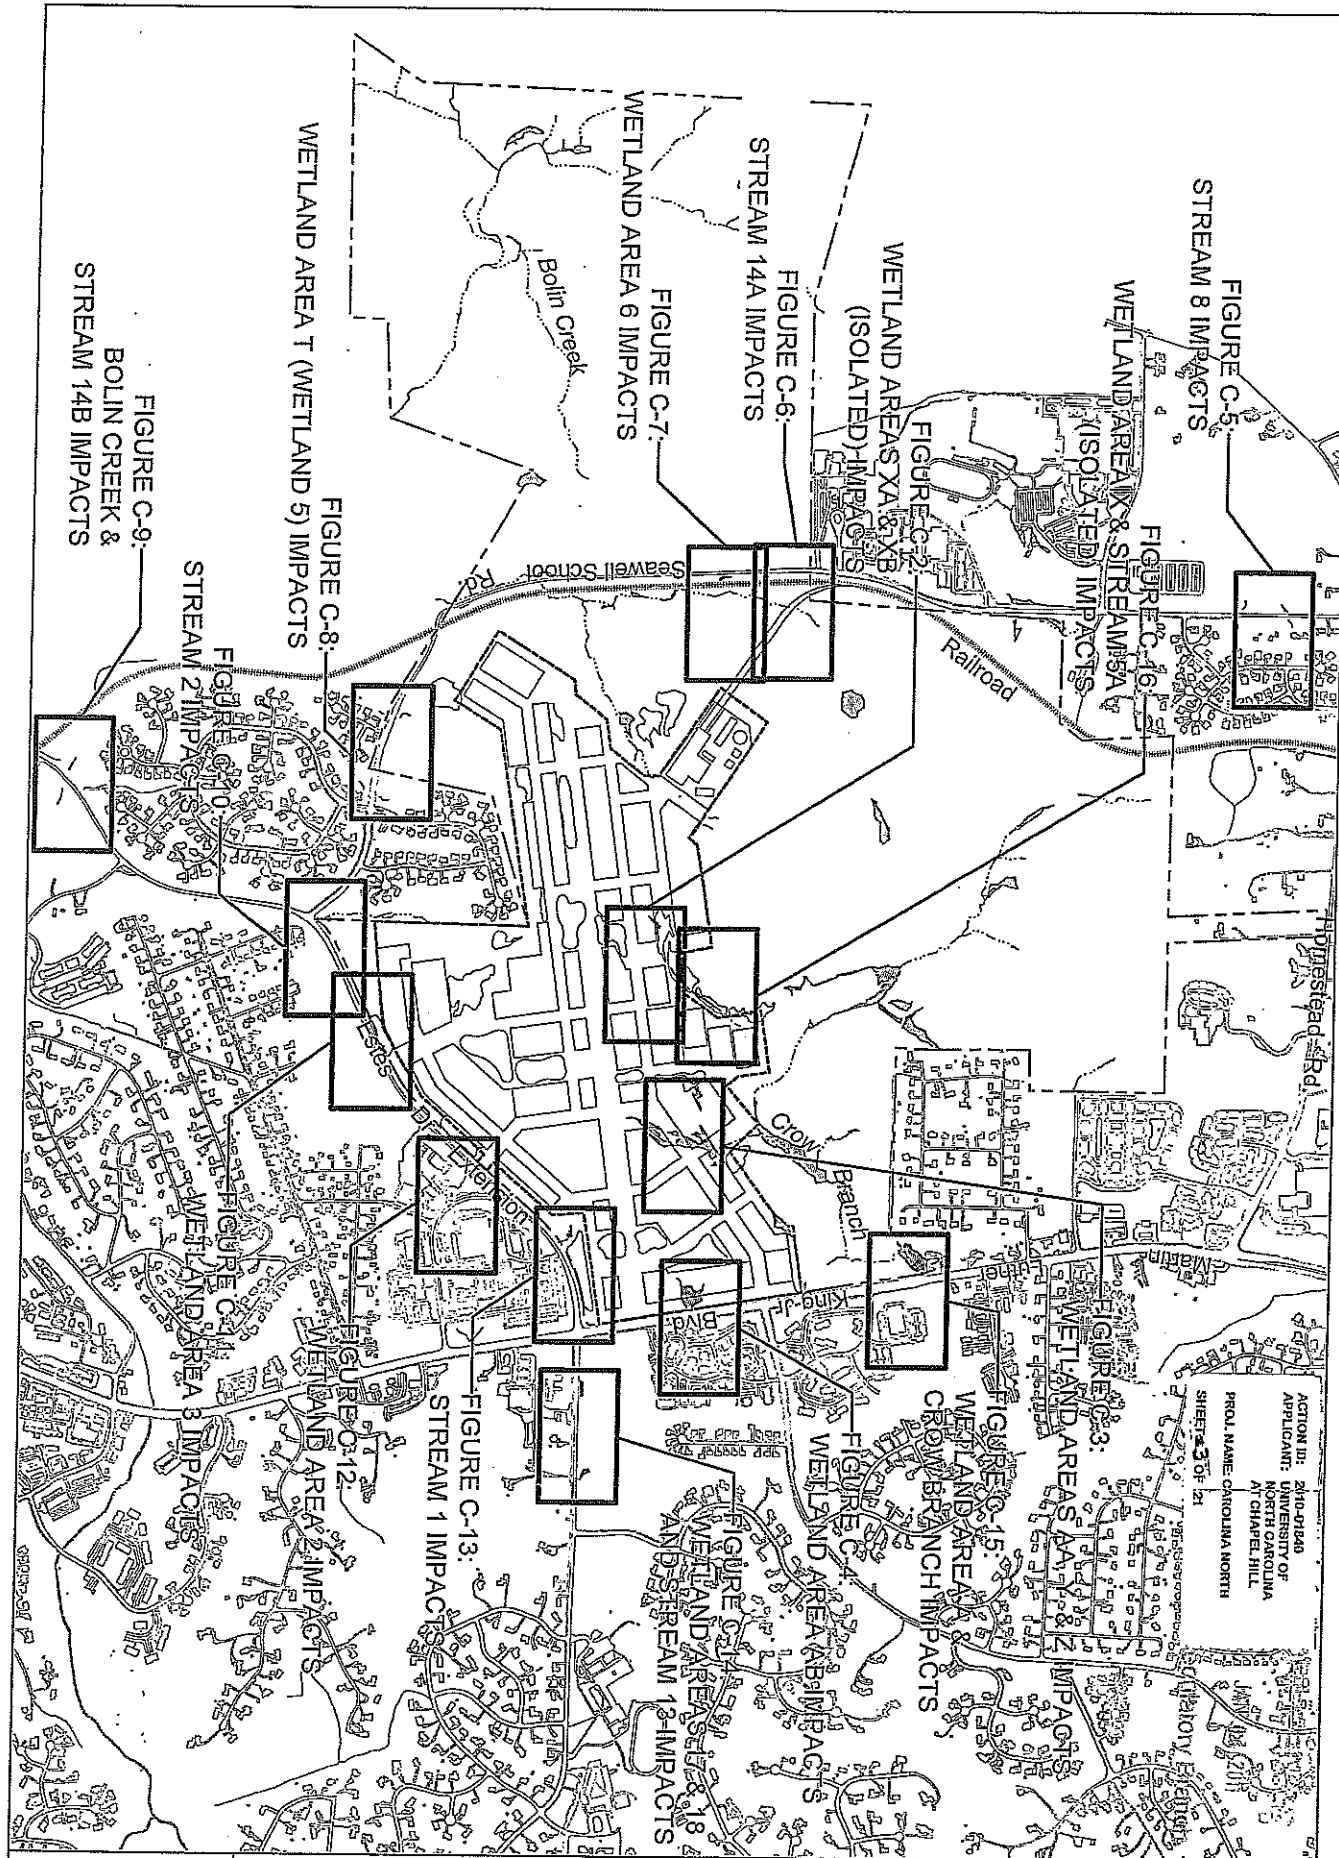 FIGURE C-5:
STREAM 8 IMPACTS
FIGURE C-16:
WETLAND AREA X & STREAM 5A
(ISOLATED) IMPACTS
FIGURE C-2:
WETLAND AREAS XA & XB
(ISOLATED) IMPACTS
FIGURE C-6:
STREAM 14A IMPACTS
FIGURE C-7:
WETLAND AREA 6 IMPACTS
FIGURE C-8:
WETLAND AREA T (WETLAND 5) IMPACTS
FIGURE C-9:
BOLIN CREEK &
STREAM 14B IMPACTS
FIGURE C-10:
STREAM 2 IMPACTS
FIGURE C-11:
WETLAND AREA 3 IMPACTS
FIGURE C-12:
WETLAND AREA 2 IMPACTS
FIGURE C-13:
STREAM 1 IMPACTS
FIGURE C-14:
WETLAND AREAS 17 & 18
AND STREAM 13 IMPACTS
FIGURE C-4:
WETLAND AREA AB IMPACTS
FIGURE C-15:
WETLAND AREA A &
CROW BRANCH IMPACTS
FIGURE C-3:
WETLAND AREAS AA, Y & Z IMPACTS
Bolin Creek
Seawell School
Rd.
Railroad
Homestead Rd.
Crow
Branch
Estes
Dr. Extension
Martin
Luther
King Jr.
Blvd.
ACTION ID: 2010-01840
APPLICANT: UNIVERSITY OF
NORTH CAROLINA
AT CHAPEL HILL
PROJ. NAME: CAROLINA NORTH
SHEET 3 OF 21